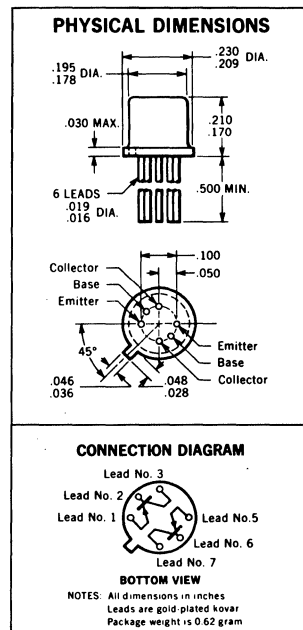 PHYSICAL DIMENSIONS
.230
.209 DIA.
.195
.178 DIA.
.030 MAX.
.210
.170
6 LEADS
.019
.016 DIA.
.500 MIN.
.100
.050
Collector
Base
Emitter
Emitter
Base
Collector
45°
.046
.036
.048
.028
CONNECTION DIAGRAM
Lead No. 3
Lead No. 2
Lead No. 1
Lead No.5
Lead No. 6
Lead No. 7
BOTTOM VIEW
NOTES: All dimensions in inches
Leads are gold-plated kovar
Package weight is 0.62 gram